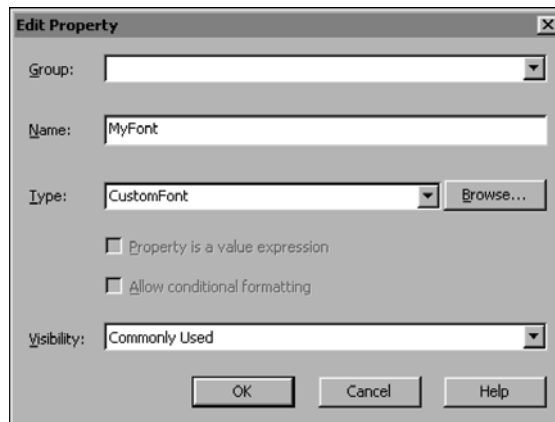 Edit Property
Group:
Name: MyFont
Type: CustomFont Browse...
Property is a value expression
Allow conditional formatting
Visibility: Commonly Used
OK Cancel Help